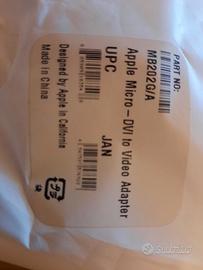 PART NO:
MB202G/A
Apple Micro-DVI to Video Adapter
UPC
JAN
Designed by Apple in California
Made in China
Subito